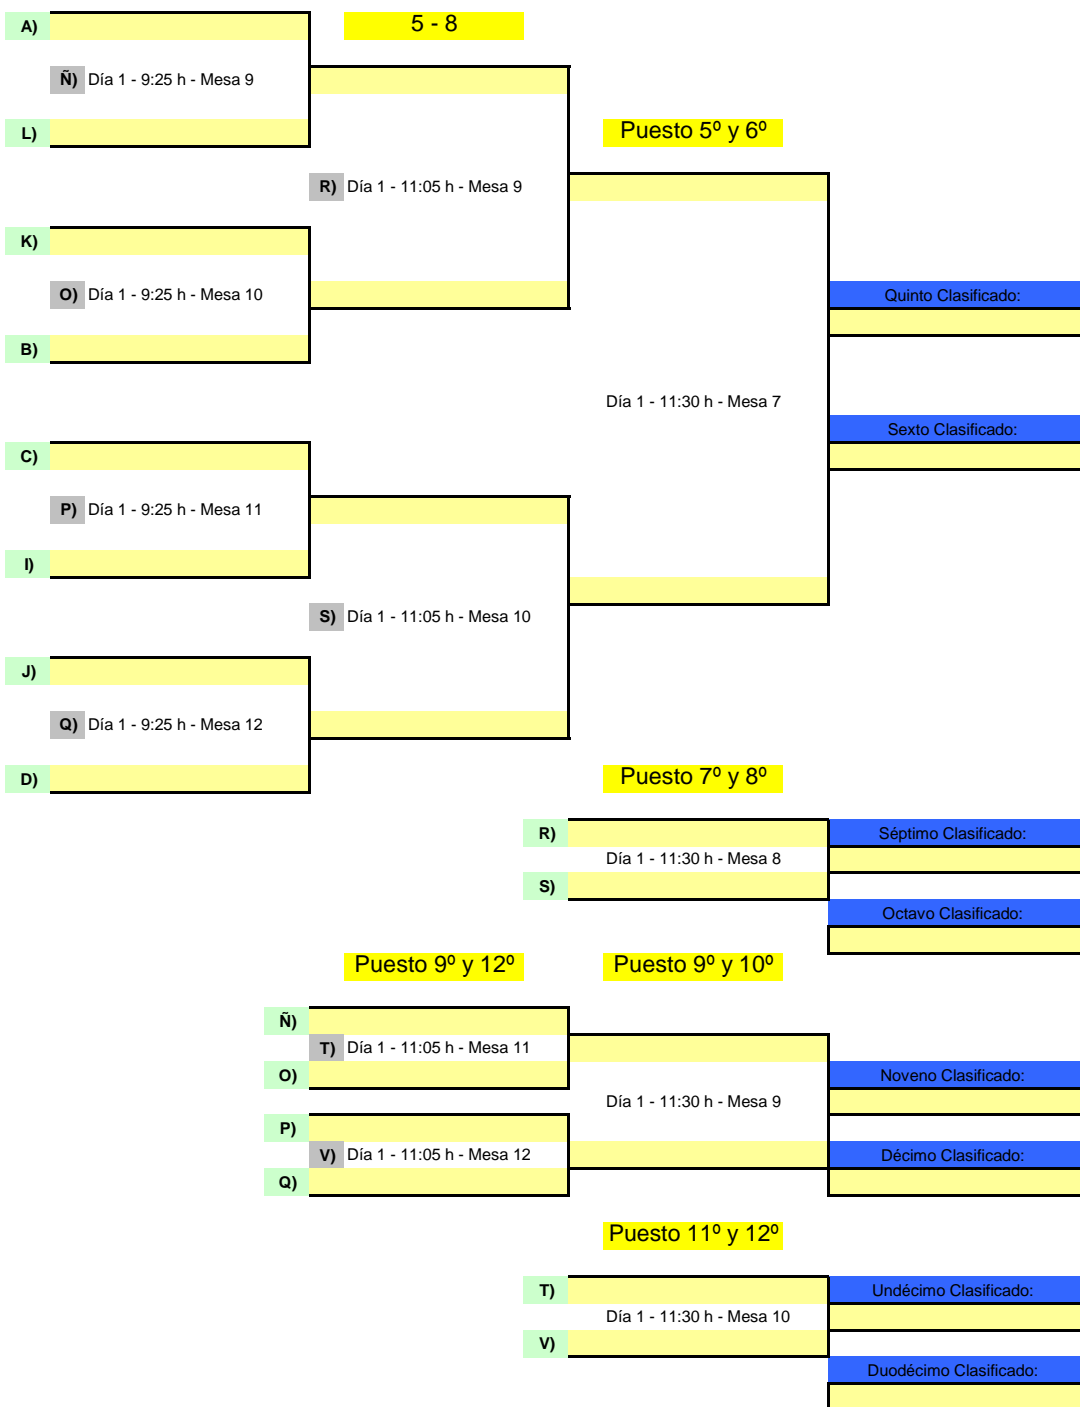 A)
5 - 8
Ñ) Día 1 - 9:25 h - Mesa 9
L)
Puesto 5º y 6º
R) Día 1 - 11:05 h - Mesa 9
K)
O) Día 1 - 9:25 h - Mesa 10
Quinto Clasificado:
B)
Día 1 - 11:30 h - Mesa 7
Sexto Clasificado:
C)
P) Día 1 - 9:25 h - Mesa 11
I)
S) Día 1 - 11:05 h - Mesa 10
J)
Q) Día 1 - 9:25 h - Mesa 12
D)
Puesto 7º y 8º
R)
Séptimo Clasificado:
Día 1 - 11:30 h - Mesa 8
S)
Octavo Clasificado:
Puesto 9º y 12º
Puesto 9º y 10º
Ñ)
T) Día 1 - 11:05 h - Mesa 11
O)
Noveno Clasificado:
Día 1 - 11:30 h - Mesa 9
P)
V) Día 1 - 11:05 h - Mesa 12
Décimo Clasificado:
Q)
Puesto 11º y 12º
T)
Undécimo Clasificado:
Día 1 - 11:30 h - Mesa 10
V)
Duodécimo Clasificado: